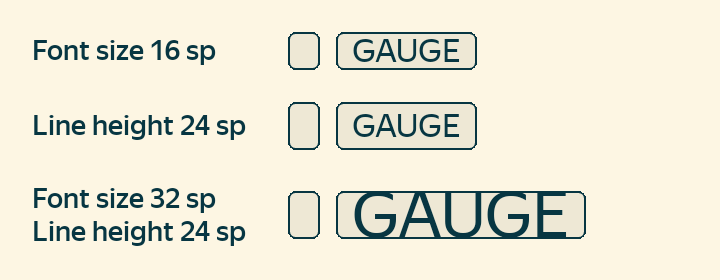 Font size 16 sp
GAUGE
Line height 24 sp
GAUGE
Font size 32 sp
Line height 24 sp
GAUGE